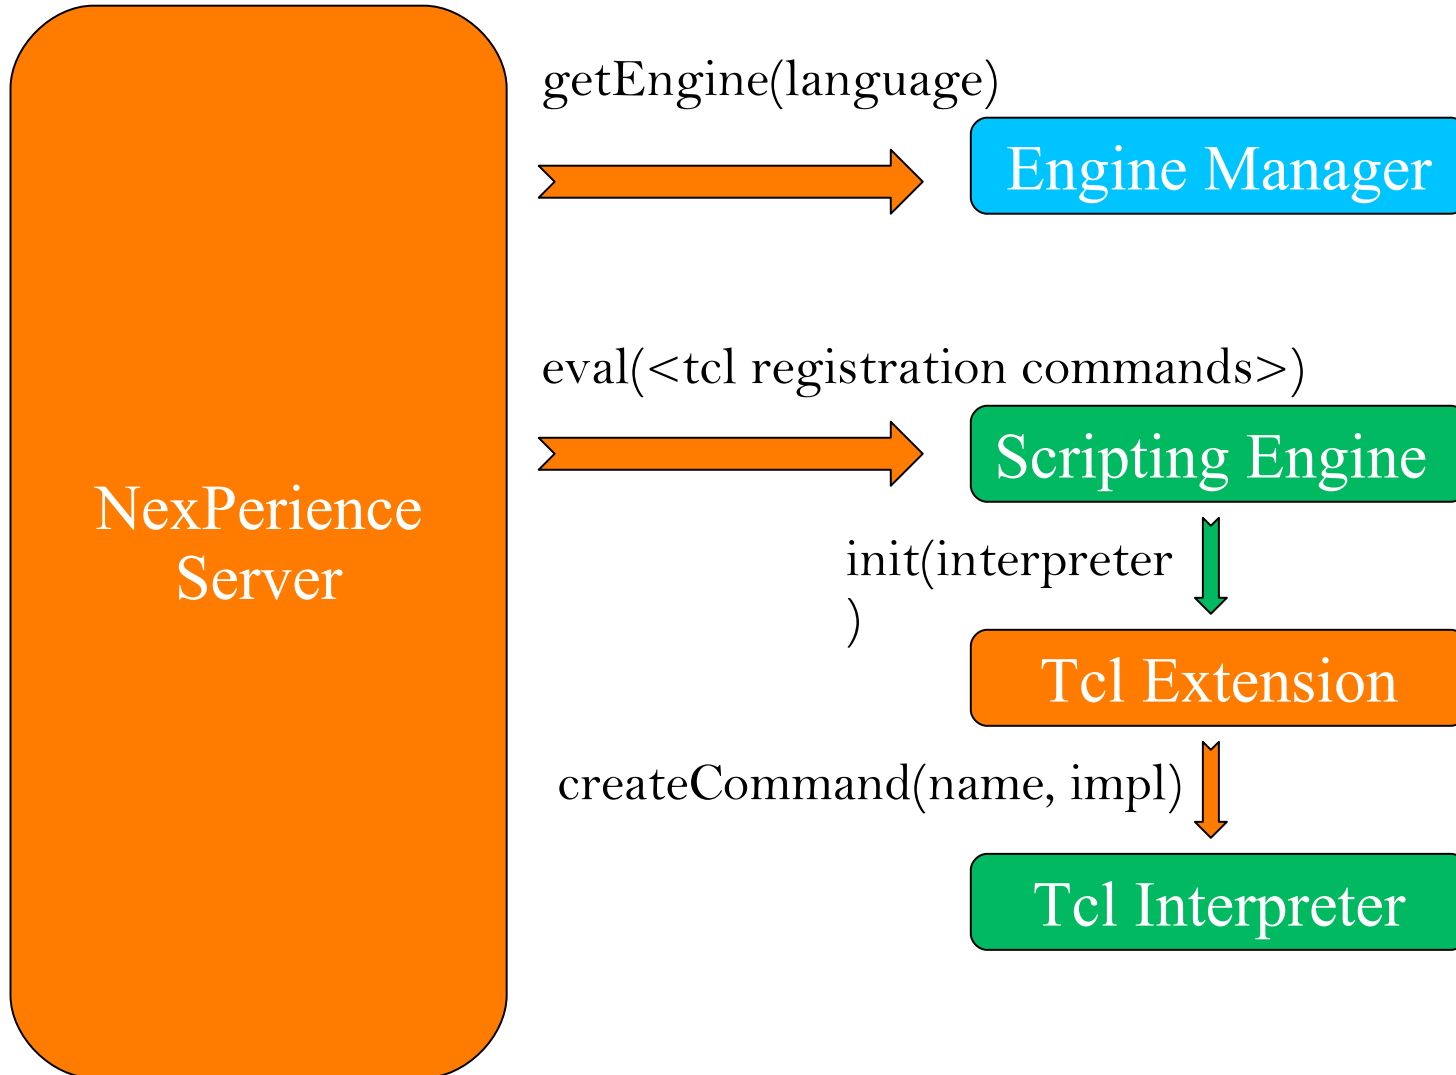 getEngine(language)
Engine Manager
eval(<tcl registration commands>)
Scripting Engine
NexPerience
Server
init(interpreter
)
Tcl Extension
createCommand(name, impl)
Tcl Interpreter